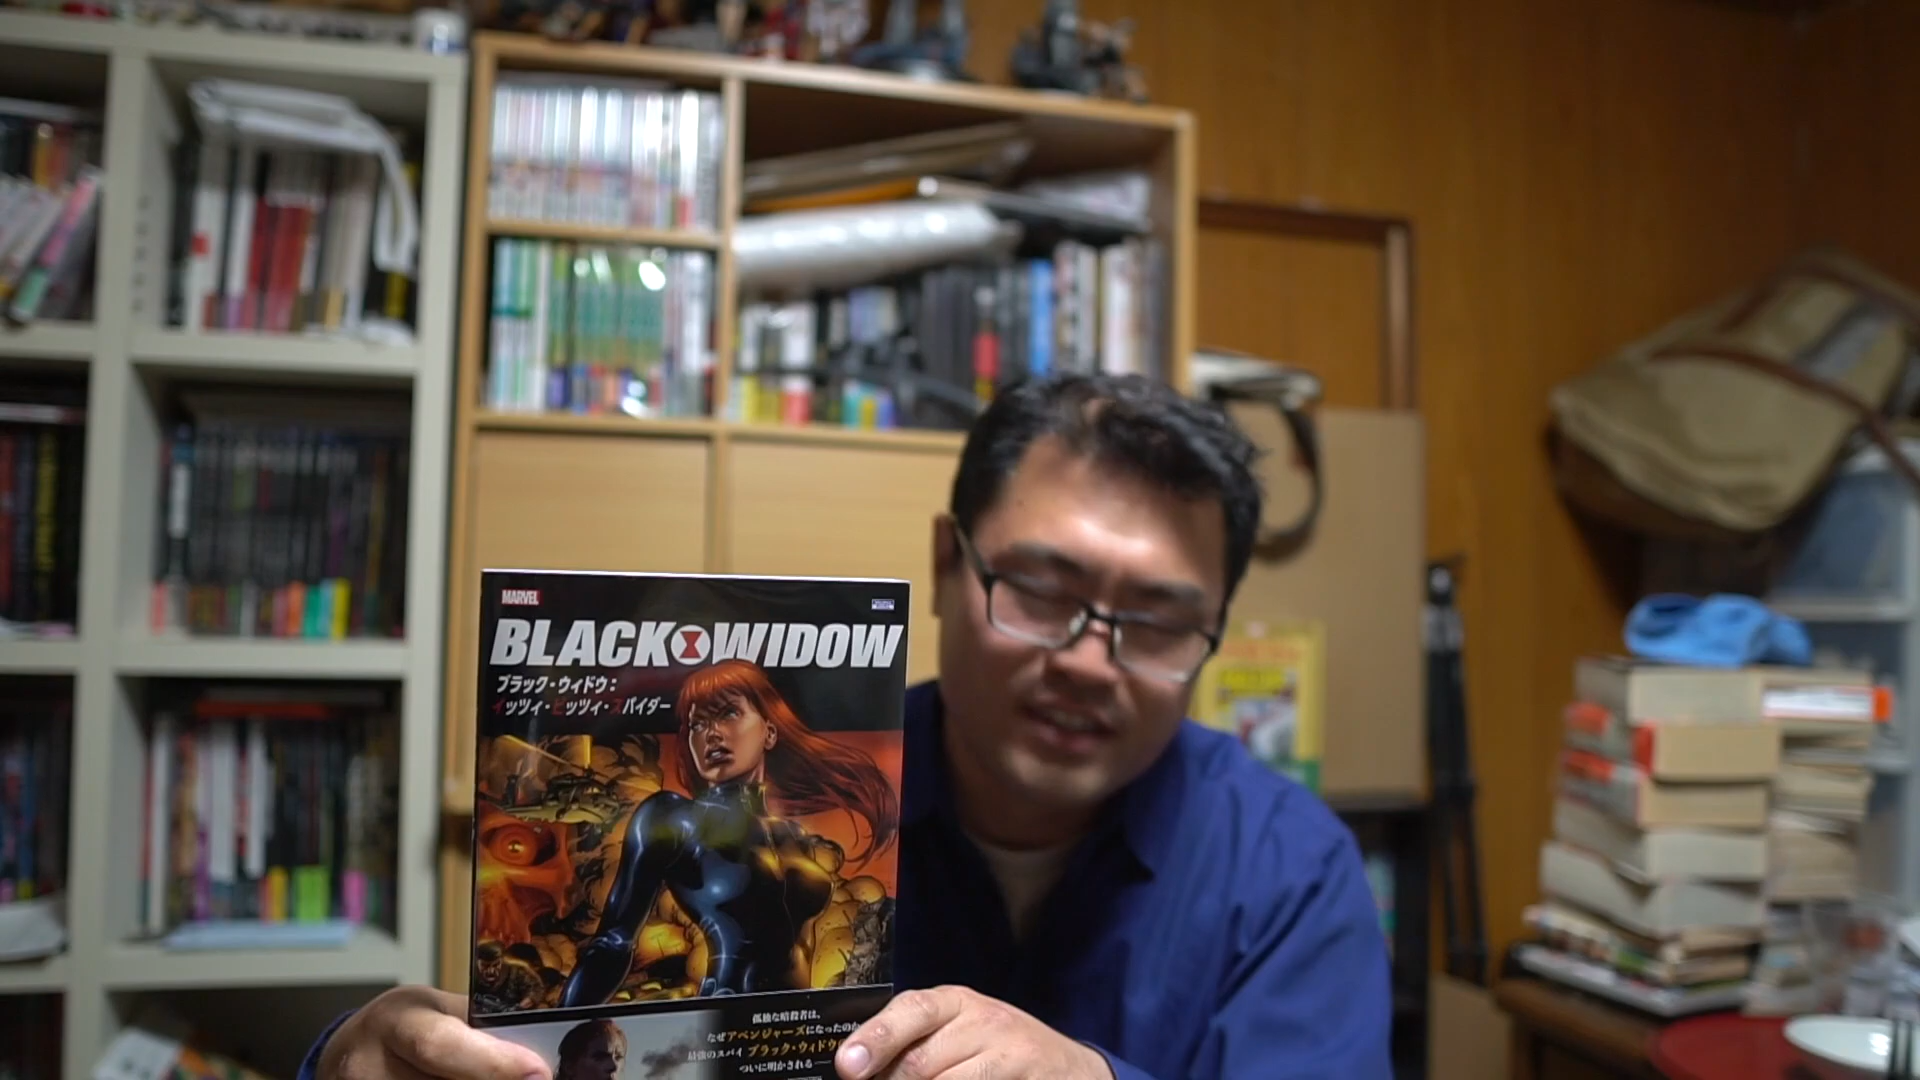 MARVEL
BLACK WIDOW
ブラック・ウィドウ:
イッツィ・ビッツィ・スパイダー
孤独な暗殺者は、
なぜアベンジャーズになったのか
最強のスパイ ブラック・ウィドウの
ついに明かされる——